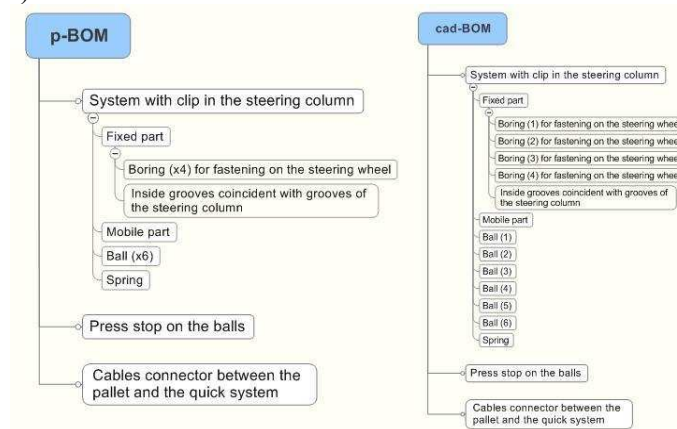 )
p-BOM
System with clip in the steering column
Fixed part
Boring (x4) for fastening on the steering wheel
Inside grooves coincident with grooves of
the steering column
Mobile part
Ball (x6)
Spring
Press stop on the balls
Cables connector between the
pallet and the quick system
cad-BOM
System with clip in the steering column
Fixed part
Boring (1) for fastening on the steering whee
Boring (2) for fastening on the steering whee
Boring (3) for fastening on the steering whee
Boring (4) for fastening on the steering whee
Inside grooves coincident with grooves of
the steering column
Mobile part
Ball (1)
Ball (2)
Ball (3)
Ball (4)
Ball (5)
Ball (6)
Spring
Press stop on the balls
Cables connector between the
pallet and the quick system